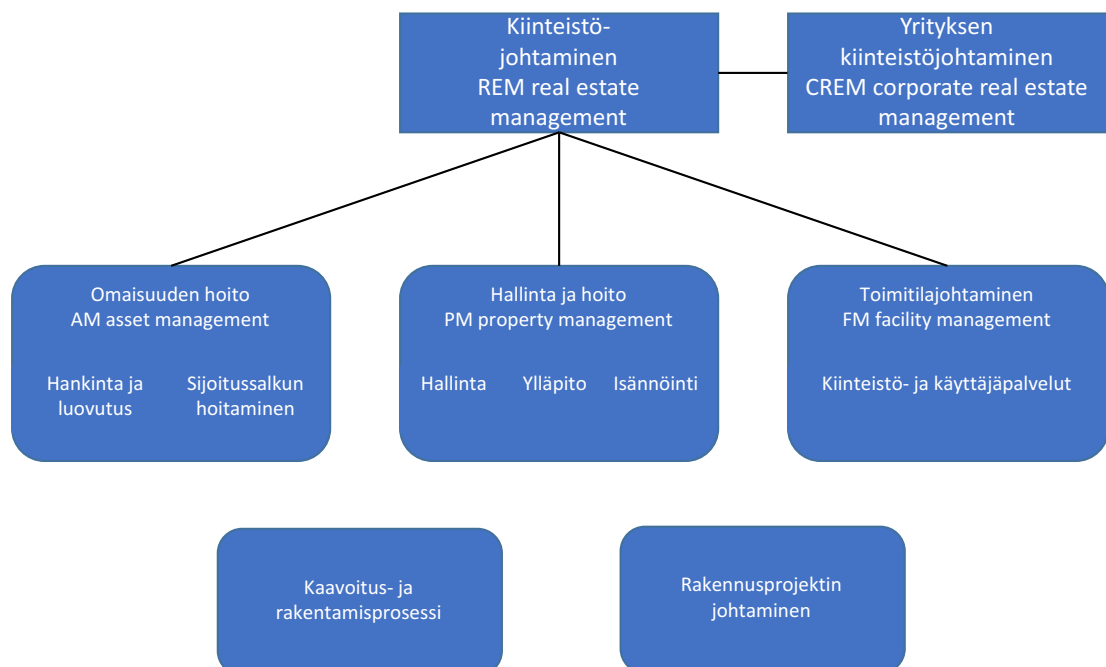 Kiinteistö-
johtaminen
REM real estate
management
Yrityksen
kiinteistöjohtaminen
CREM corporate real estate
management
Omaisuuden hoito
AM asset management
Hankinta ja
luovutus
Sijoitussalkun
hoitaminen
Hallinta ja hoito
PM property management
Hallinta
Ylläpito
Isännöinti
Toimitilajohtaminen
FM facility management
Kiinteistö- ja käyttäjäpalvelut
Kaavoitus- ja
rakentamisprosessi
Rakennusprojektin
johtaminen